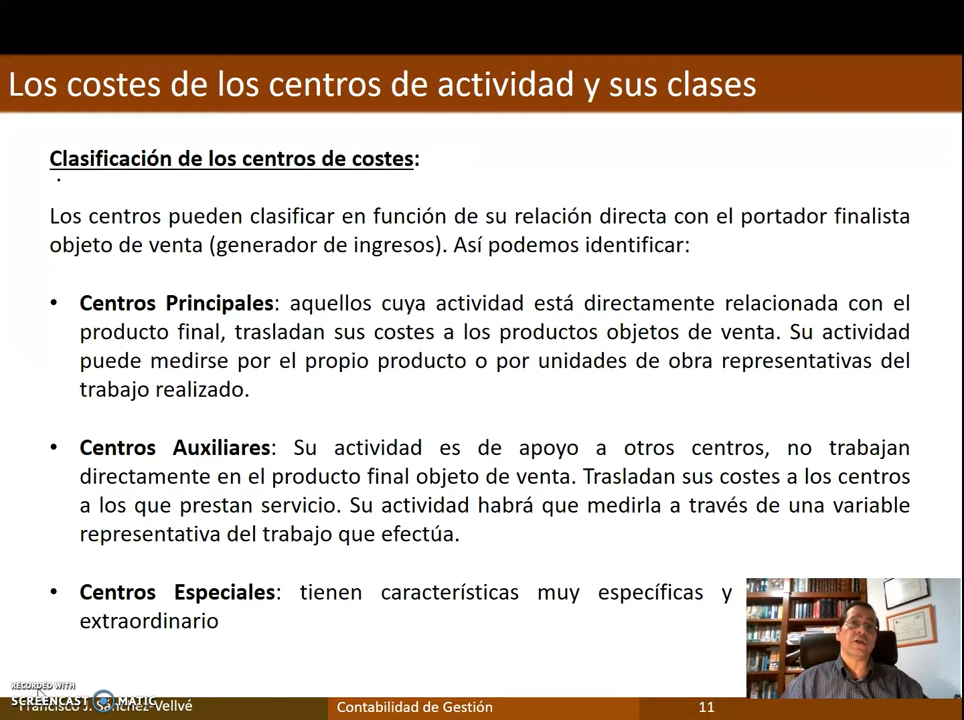 Los costes de los centros de actividad y sus clases
Clasificación de los centros de costes:
Los centros pueden clasificar en función de su relación directa con el portador finalista
objeto de venta (generador de ingresos). Así podemos identificar:
• Centros Principales: aquellos cuya actividad está directamente relacionada con el
producto final, trasladan sus costes a los productos objetos de venta. Su actividad
puede medirse por el propio producto o por unidades de obra representativas del
trabajo realizado.
• Centros Auxiliares: Su actividad es de apoyo a otros centros, no trabajan
directamente en el producto final objeto de venta. Trasladan sus costes a los centros
a los que prestan servicio. Su actividad habrá que medirla a través de una variable
representativa del trabajo que efectúa.
• Centros Especiales: tienen características muy específicas y
extraordinario
RECORDED WITH
SCREENCAST MATIC
Francisco J. Sánchez-Vellvé
Contabilidad de Gestión
11